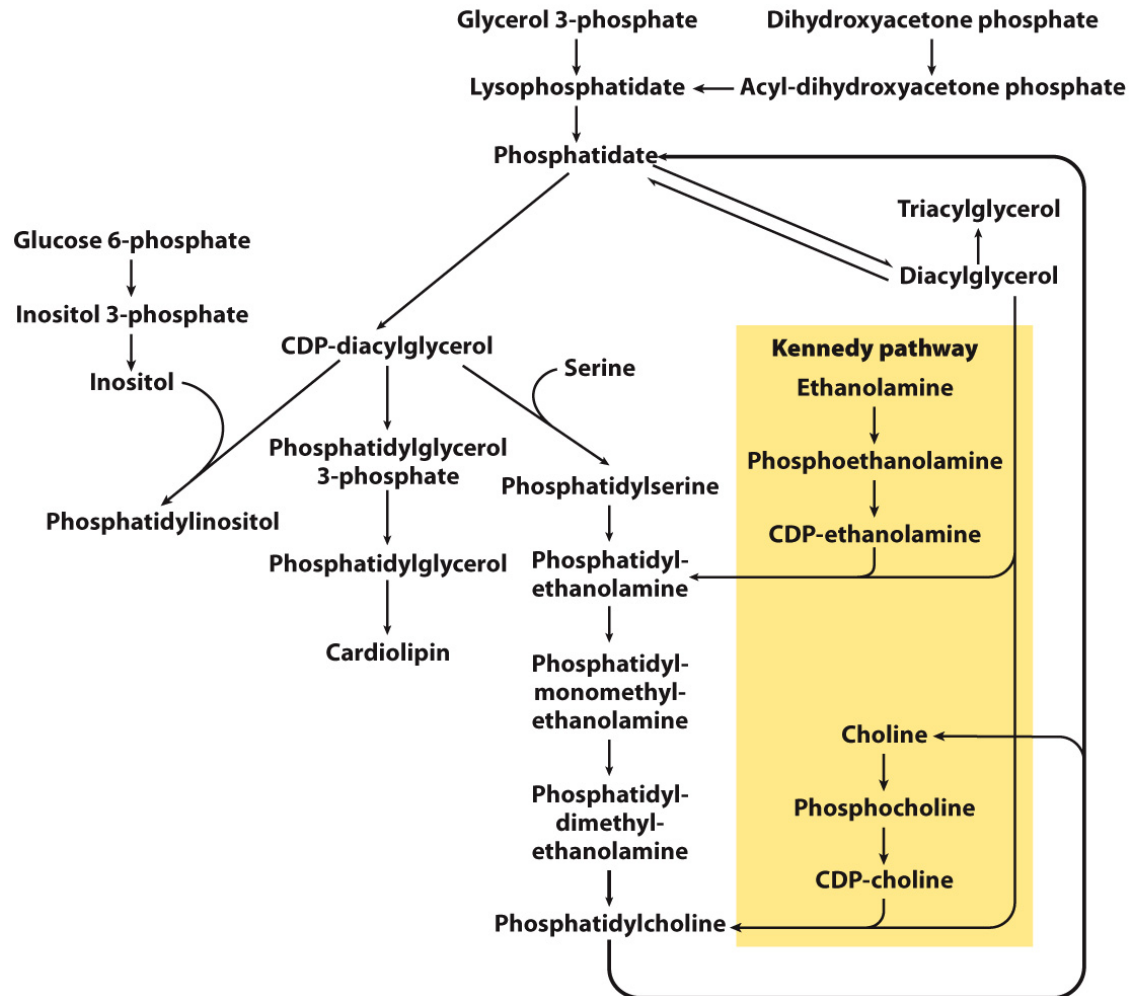 Glycerol 3-phosphate
Dihydroxyacetone phosphate
Lysophosphatidate
Acyl-dihydroxyacetone phosphate
Phosphatidate
Triacylglycerol
Glucose 6-phosphate
Diacylglycerol
Inositol 3-phosphate
CDP-diacylglycerol
Kennedy pathway
Inositol
Serine
Ethanolamine
Phosphatidylglycerol
3-phosphate
Phosphoethanolamine
Phosphatidylserine
Phosphatidylinositol
CDP-ethanolamine
Phosphatidylglycerol
Phosphatidyl-
ethanolamine
Cardiolipin
Phosphatidyl-
monomethyl-
ethanolamine
Choline
Phosphatidyl-
dimethyl-
ethanolamine
Phosphocholine
CDP-choline
Phosphatidylcholine